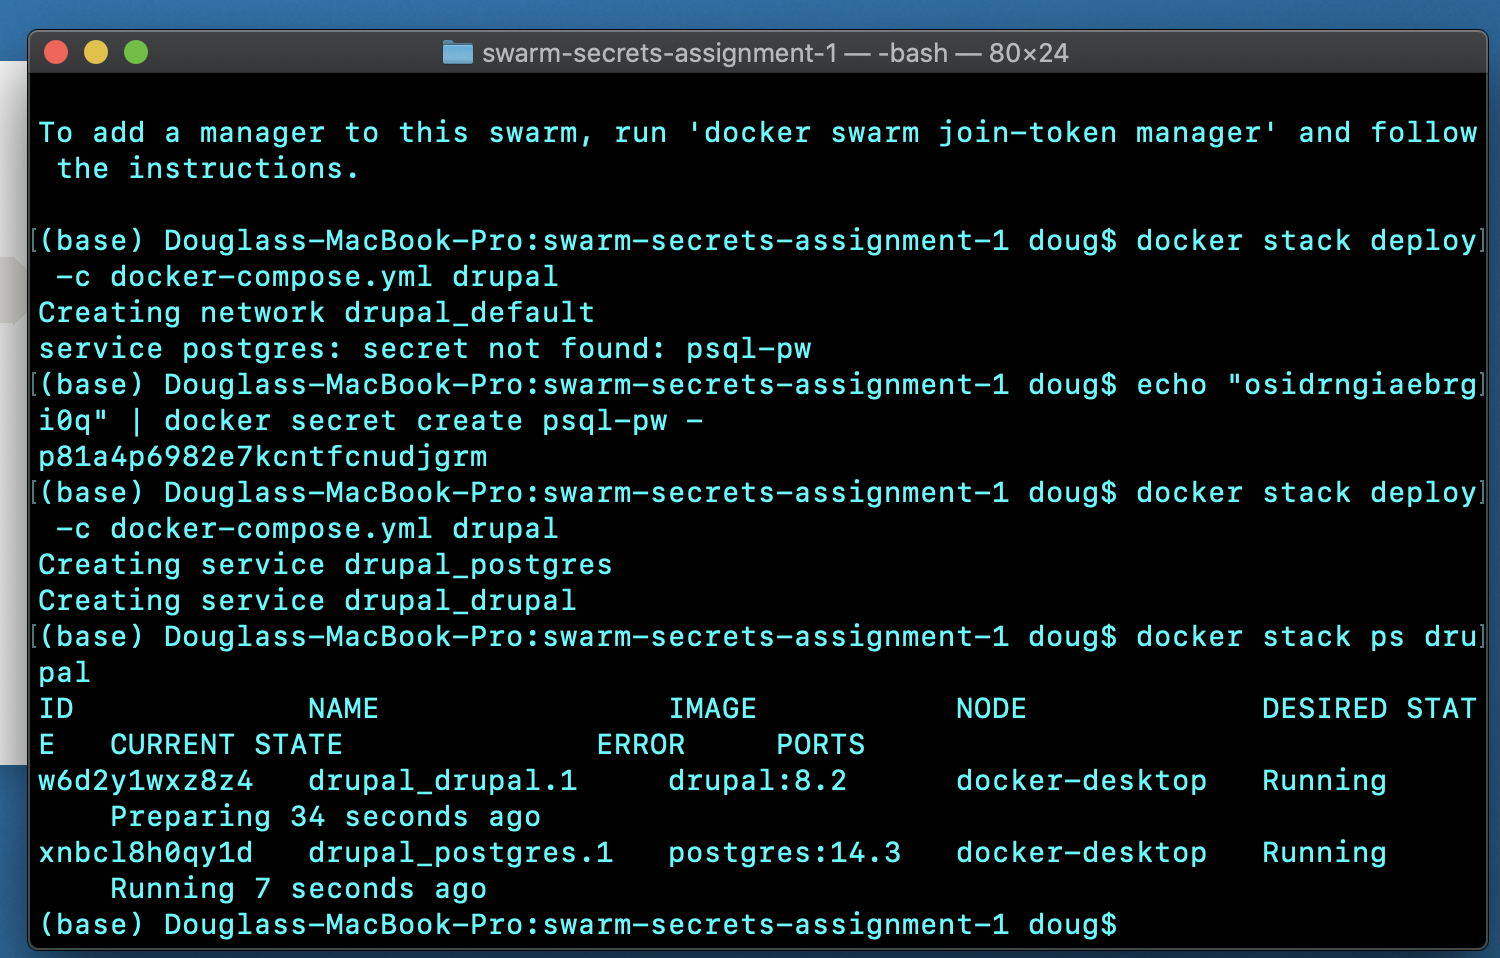 swarm-secrets-assignment-1 — -bash — 80×24
To add a manager to this swarm, run 'docker swarm join-token manager' and follow
 the instructions.
[(base) Douglass-MacBook-Pro:swarm-secrets-assignment-1 doug$ docker stack deploy]
 -c docker-compose.yml drupal
Creating network drupal_default
service postgres: secret not found: psql-pw
[(base) Douglass-MacBook-Pro:swarm-secrets-assignment-1 doug$ echo "osidrngiaebrg]
i0q" | docker secret create psql-pw -
p81a4p6982e7kcntfcnudjgrm
[(base) Douglass-MacBook-Pro:swarm-secrets-assignment-1 doug$ docker stack deploy]
 -c docker-compose.yml drupal
Creating service drupal_postgres
Creating service drupal_drupal
[(base) Douglass-MacBook-Pro:swarm-secrets-assignment-1 doug$ docker stack ps dru]
pal
ID             NAME                IMAGE           NODE             DESIRED STAT
E   CURRENT STATE              ERROR     PORTS
w6d2y1wxz8z4   drupal_drupal.1     drupal:8.2      docker-desktop   Running
    Preparing 34 seconds ago
xnbcl8h0qy1d   drupal_postgres.1   postgres:14.3   docker-desktop   Running
    Running 7 seconds ago
(base) Douglass-MacBook-Pro:swarm-secrets-assignment-1 doug$